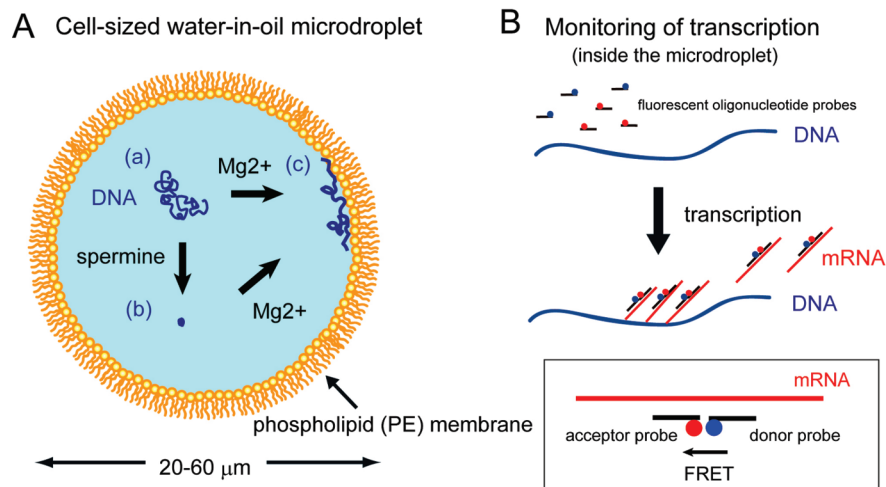 A
Cell-sized water-in-oil microdroplet
(a)
Mg2+
(c)
DNA
spermine
(b)
Mg2+
phospholipid (PE) membrane
20-60 μm
B
Monitoring of transcription
(inside the microdroplet)
fluorescent oligonucleotide probes
DNA
transcription
mRNA
DNA
mRNA
acceptor probe
donor probe
FRET